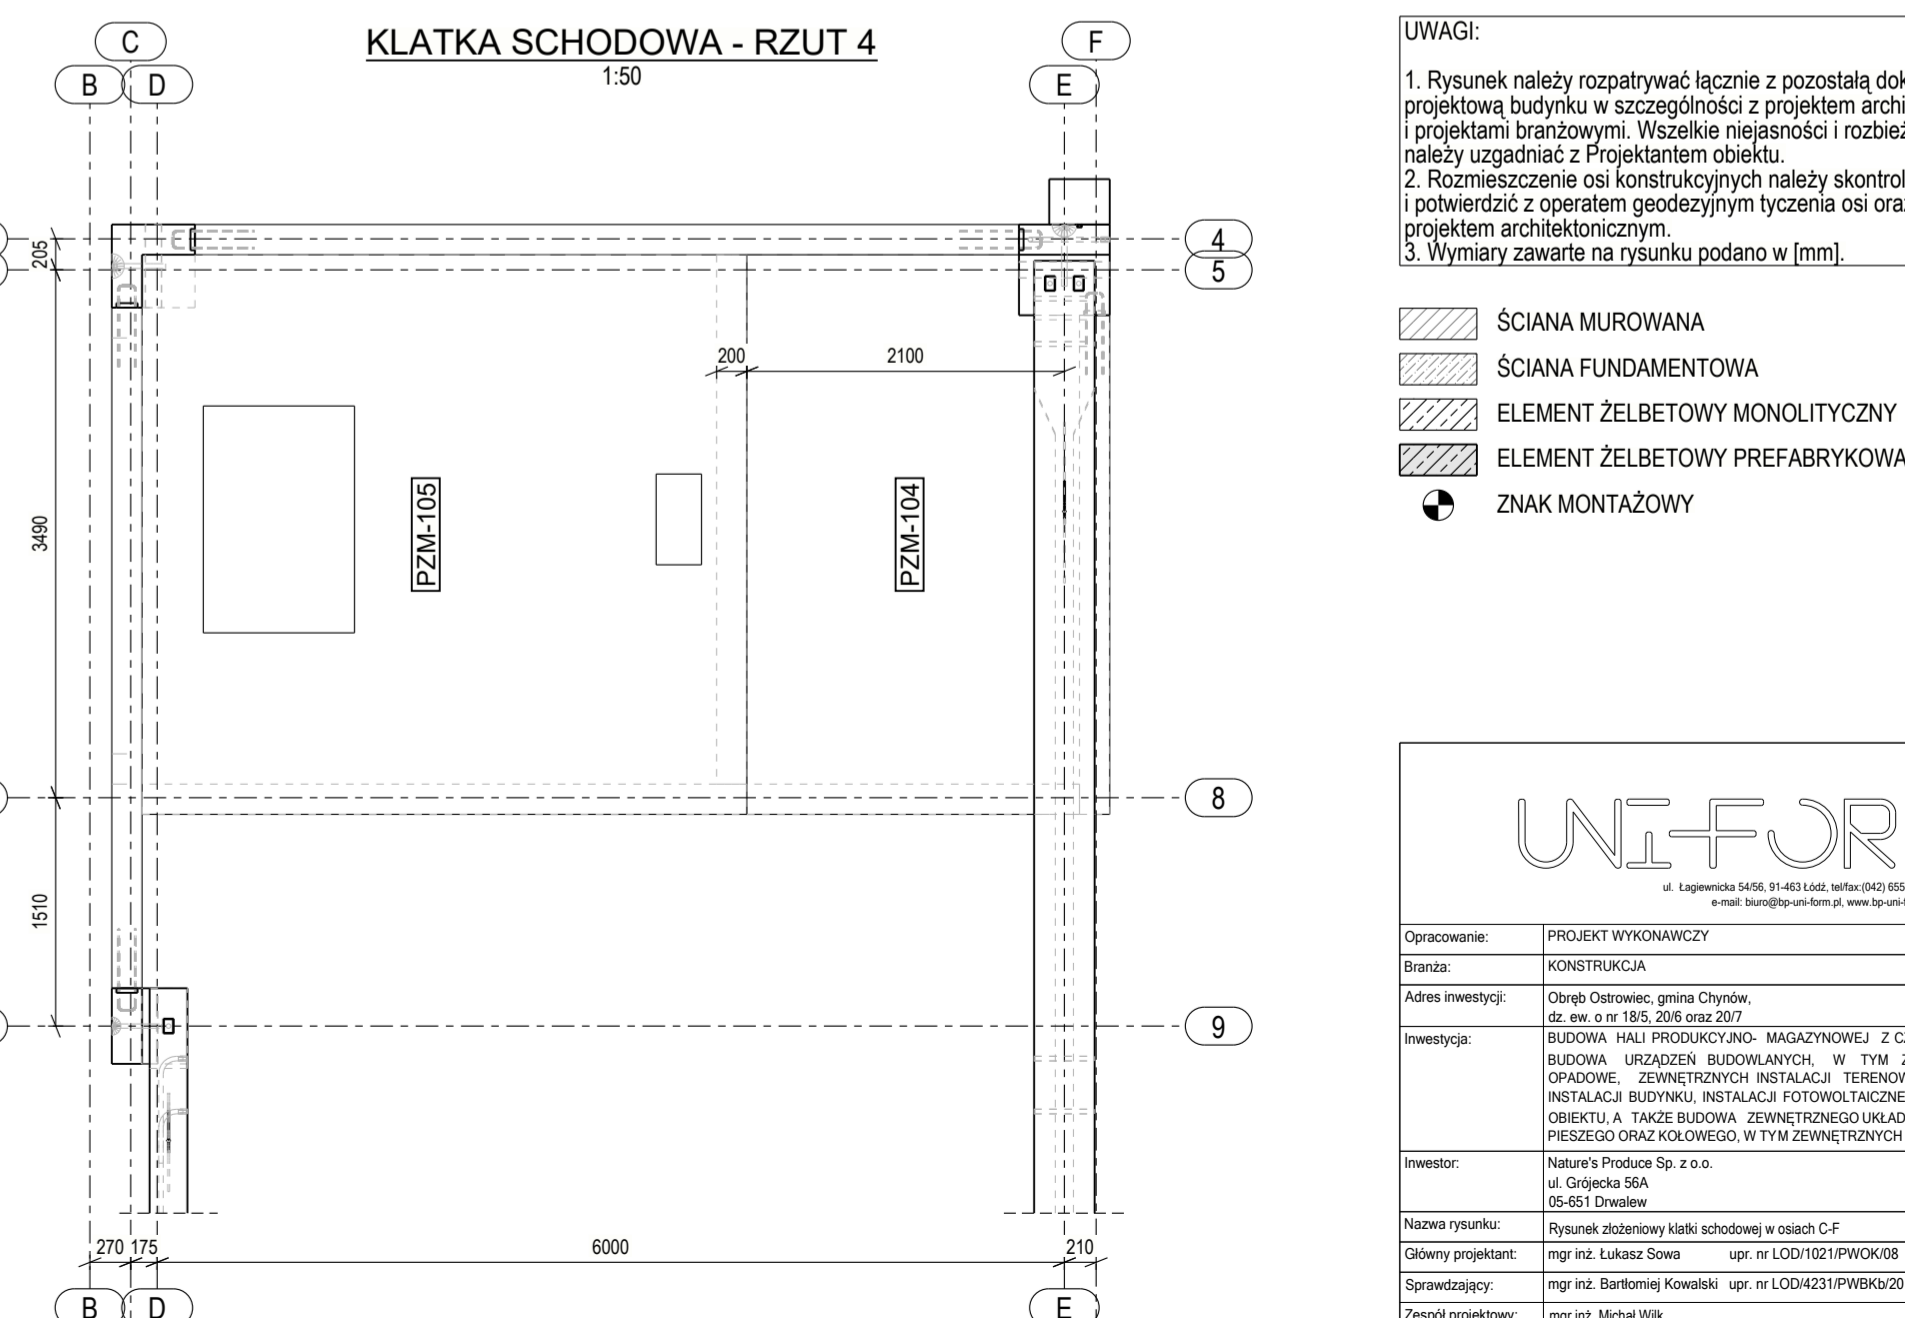 KLATKA SCHODOWA - RZUT 4
1:50
C
B
D
F
E
4
5
205
200
2100
3490
PZM-105
PZM-104
8
1510
9
270
175
6000
210
B
D
E
UWAGI:
1. Rysunek należy rozpatrywać łącznie z pozostałą
projektową budynku w szczególności z projektem
i projektami branżowymi. Wszelkie niejasności i
należy uzgadniać z Projektantem obiektu.
2. Rozmieszczenie osi konstrukcyjnych należy
i potwierdzić z operatem geodezyjnym tyczenia osi
projektem architektonicznym.
3. Wymiary zawarte na rysunku podano w [mm].
ŚCIANA MUROWANA
ŚCIANA FUNDAMENTOWA
ELEMENT ŻELBETOWY MONOLITYCZNY
ELEMENT ŻELBETOWY PREFABRYKOWA
ZNAK MONTAŻOWY
UNI-FOR
ul. Łagiewnicka 54/56, 91-463 Łódź, tel/fax:(042) 655
e-mail: biuro@bp-uni-form.pl, www.bp-uni-f
Opracowanie: PROJEKT WYKONAWCZY
Branża: KONSTRUKCJA
Adres inwestycji: Obręb Ostrowiec, gmina Chynów,
dz. ew. o nr 18/5, 20/6 oraz 20/7
Inwestycja: BUDOWA HALI PRODUKCYJNO- MAGAZYNOWEJ Z
BUDOWA URZĄDZEŃ BUDOWLANYCH, W TYM
OPADOWE, ZEWNĘTRZNYCH INSTALACJI
INSTALACJI BUDYNKU, INSTALACJI
OBIEKTU, A TAKŻE BUDOWA ZEWNĘTRZNEGO
PIESZEGO ORAZ KOŁOWEGO, W TYM ZEWNĘTRZNYCH
Inwestor: Nature's Produce Sp. z o.o.
ul. Grójecka 56A
05-651 Drwalew
Nazwa rysunku: Rysunek złożeniowy klatki schodowej w osiach C-F
Główny projektant: mgr inż. Łukasz Sowa upr. nr LOD/1021/PWOK/08
Sprawdzający: mgr inż. Bartłomiej Kowalski upr. nr LOD/4231/PWBKb/20
Zespół projektowy: mgr inż. Michał Wilk